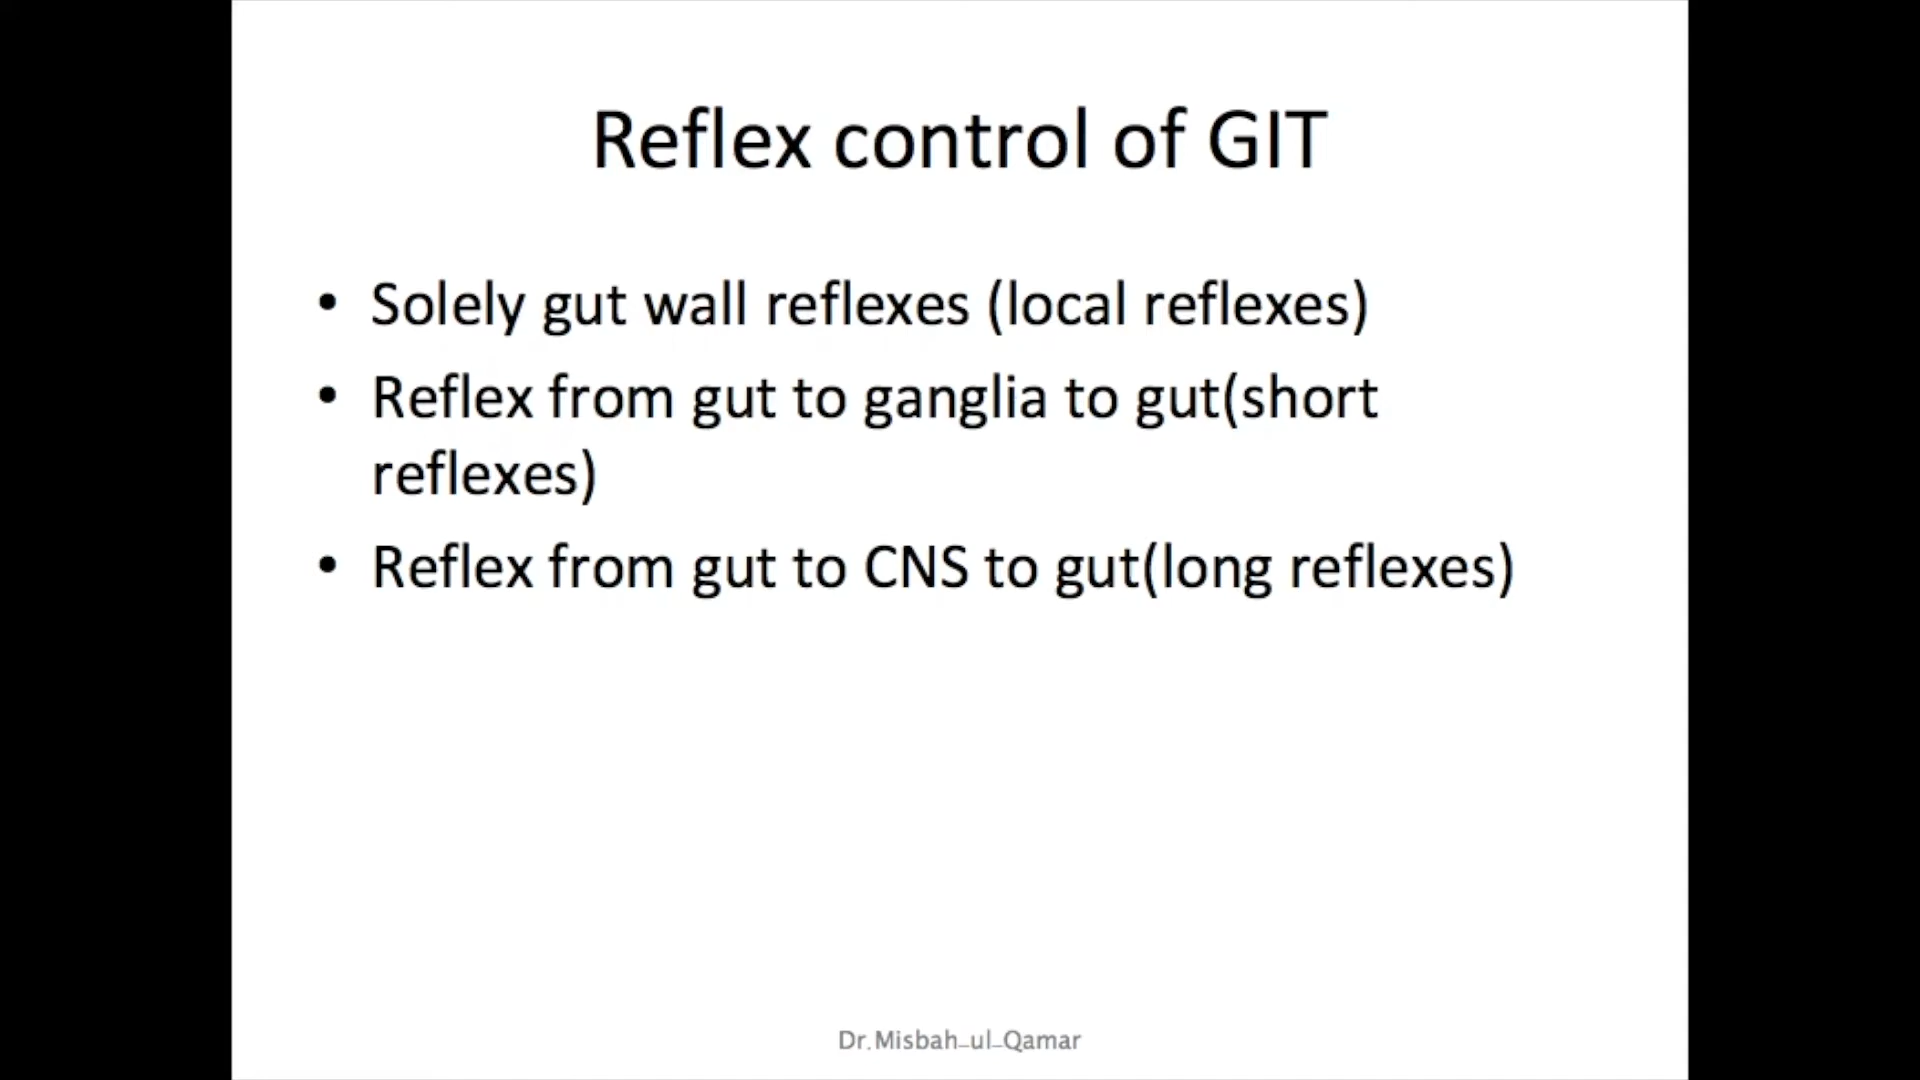 Reflex control of GIT
• Solely gut wall reflexes (local reflexes)
• Reflex from gut to ganglia to gut(short
reflexes)
• Reflex from gut to CNS to gut(long reflexes)
Dr.Misbah_ul_Qamar